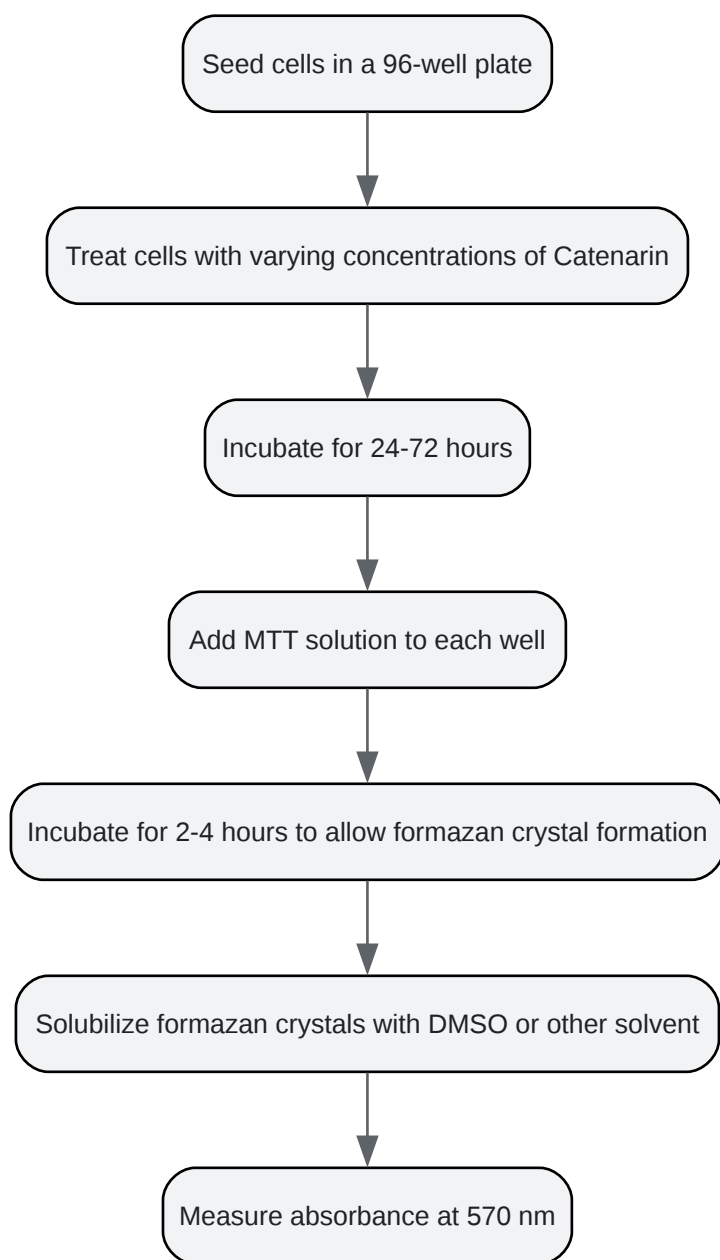 Seed cells in a 96-well plate
Treat cells with varying concentrations of Catenarin
Incubate for 24-72 hours
Add MTT solution to each well
Incubate for 2-4 hours to allow formazan crystal formation
Solubilize formazan crystals with DMSO or other solvent
Measure absorbance at 570 nm